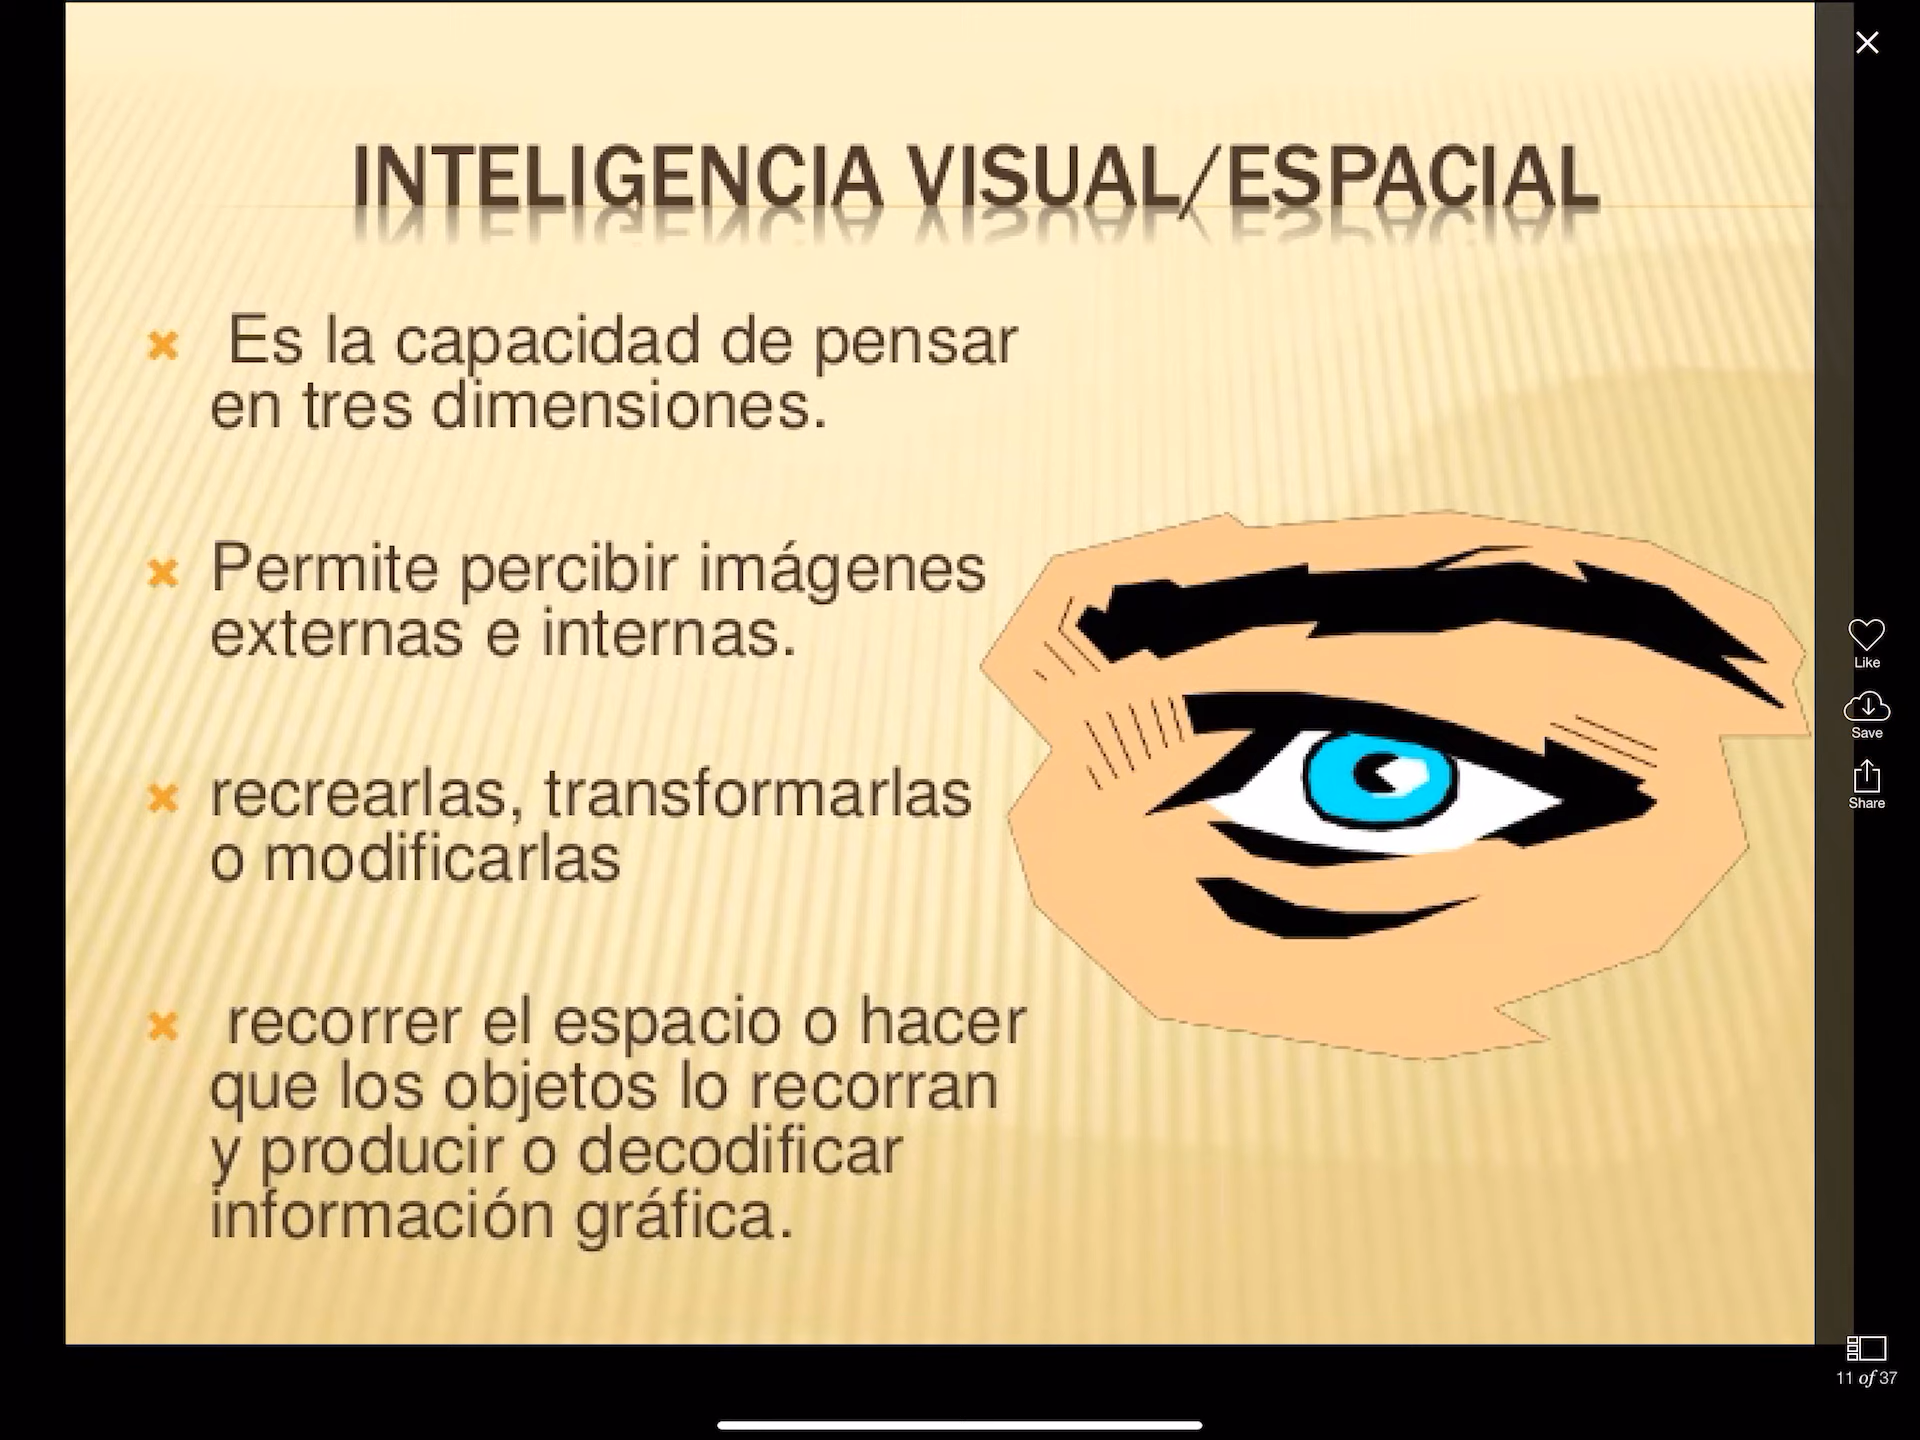 INTELIGENCIA VISUAL/ESPACIAL
Es la capacidad de pensar
en tres dimensiones.
Permite percibir imágenes
externas e internas.
recrearlas, transformarlas
o modificarlas
recorrer el espacio o hacer
que los objetos lo recorran
y producir o decodificar
información gráfica.
Like
Save
Share
11 of 37